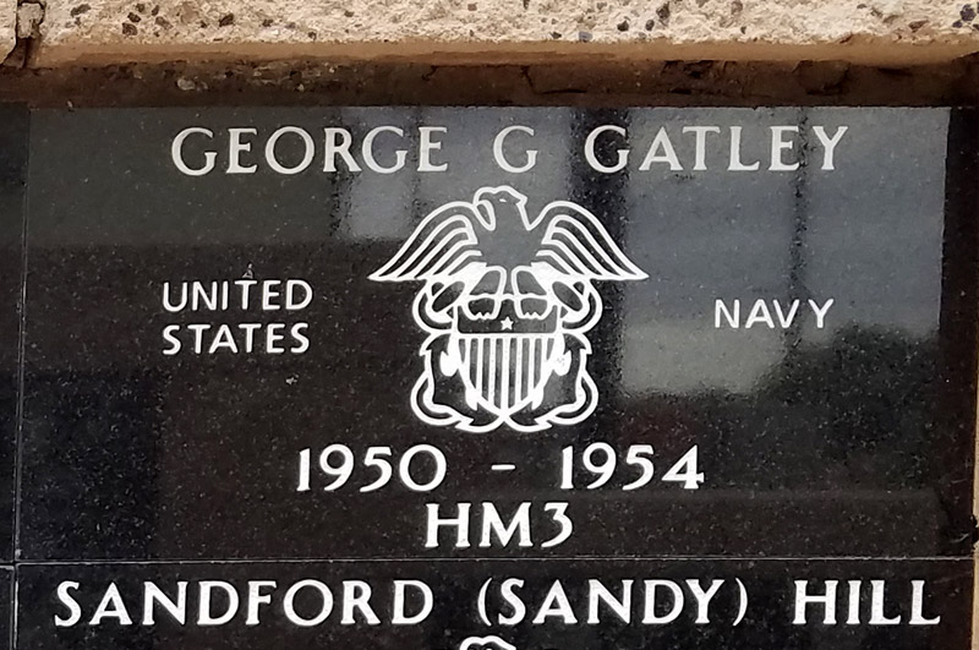 GEORGE G GATLEY
UNITED
STATES
NAVY
1950 - 1954
HM3
SANDFORD (SANDY) HILL